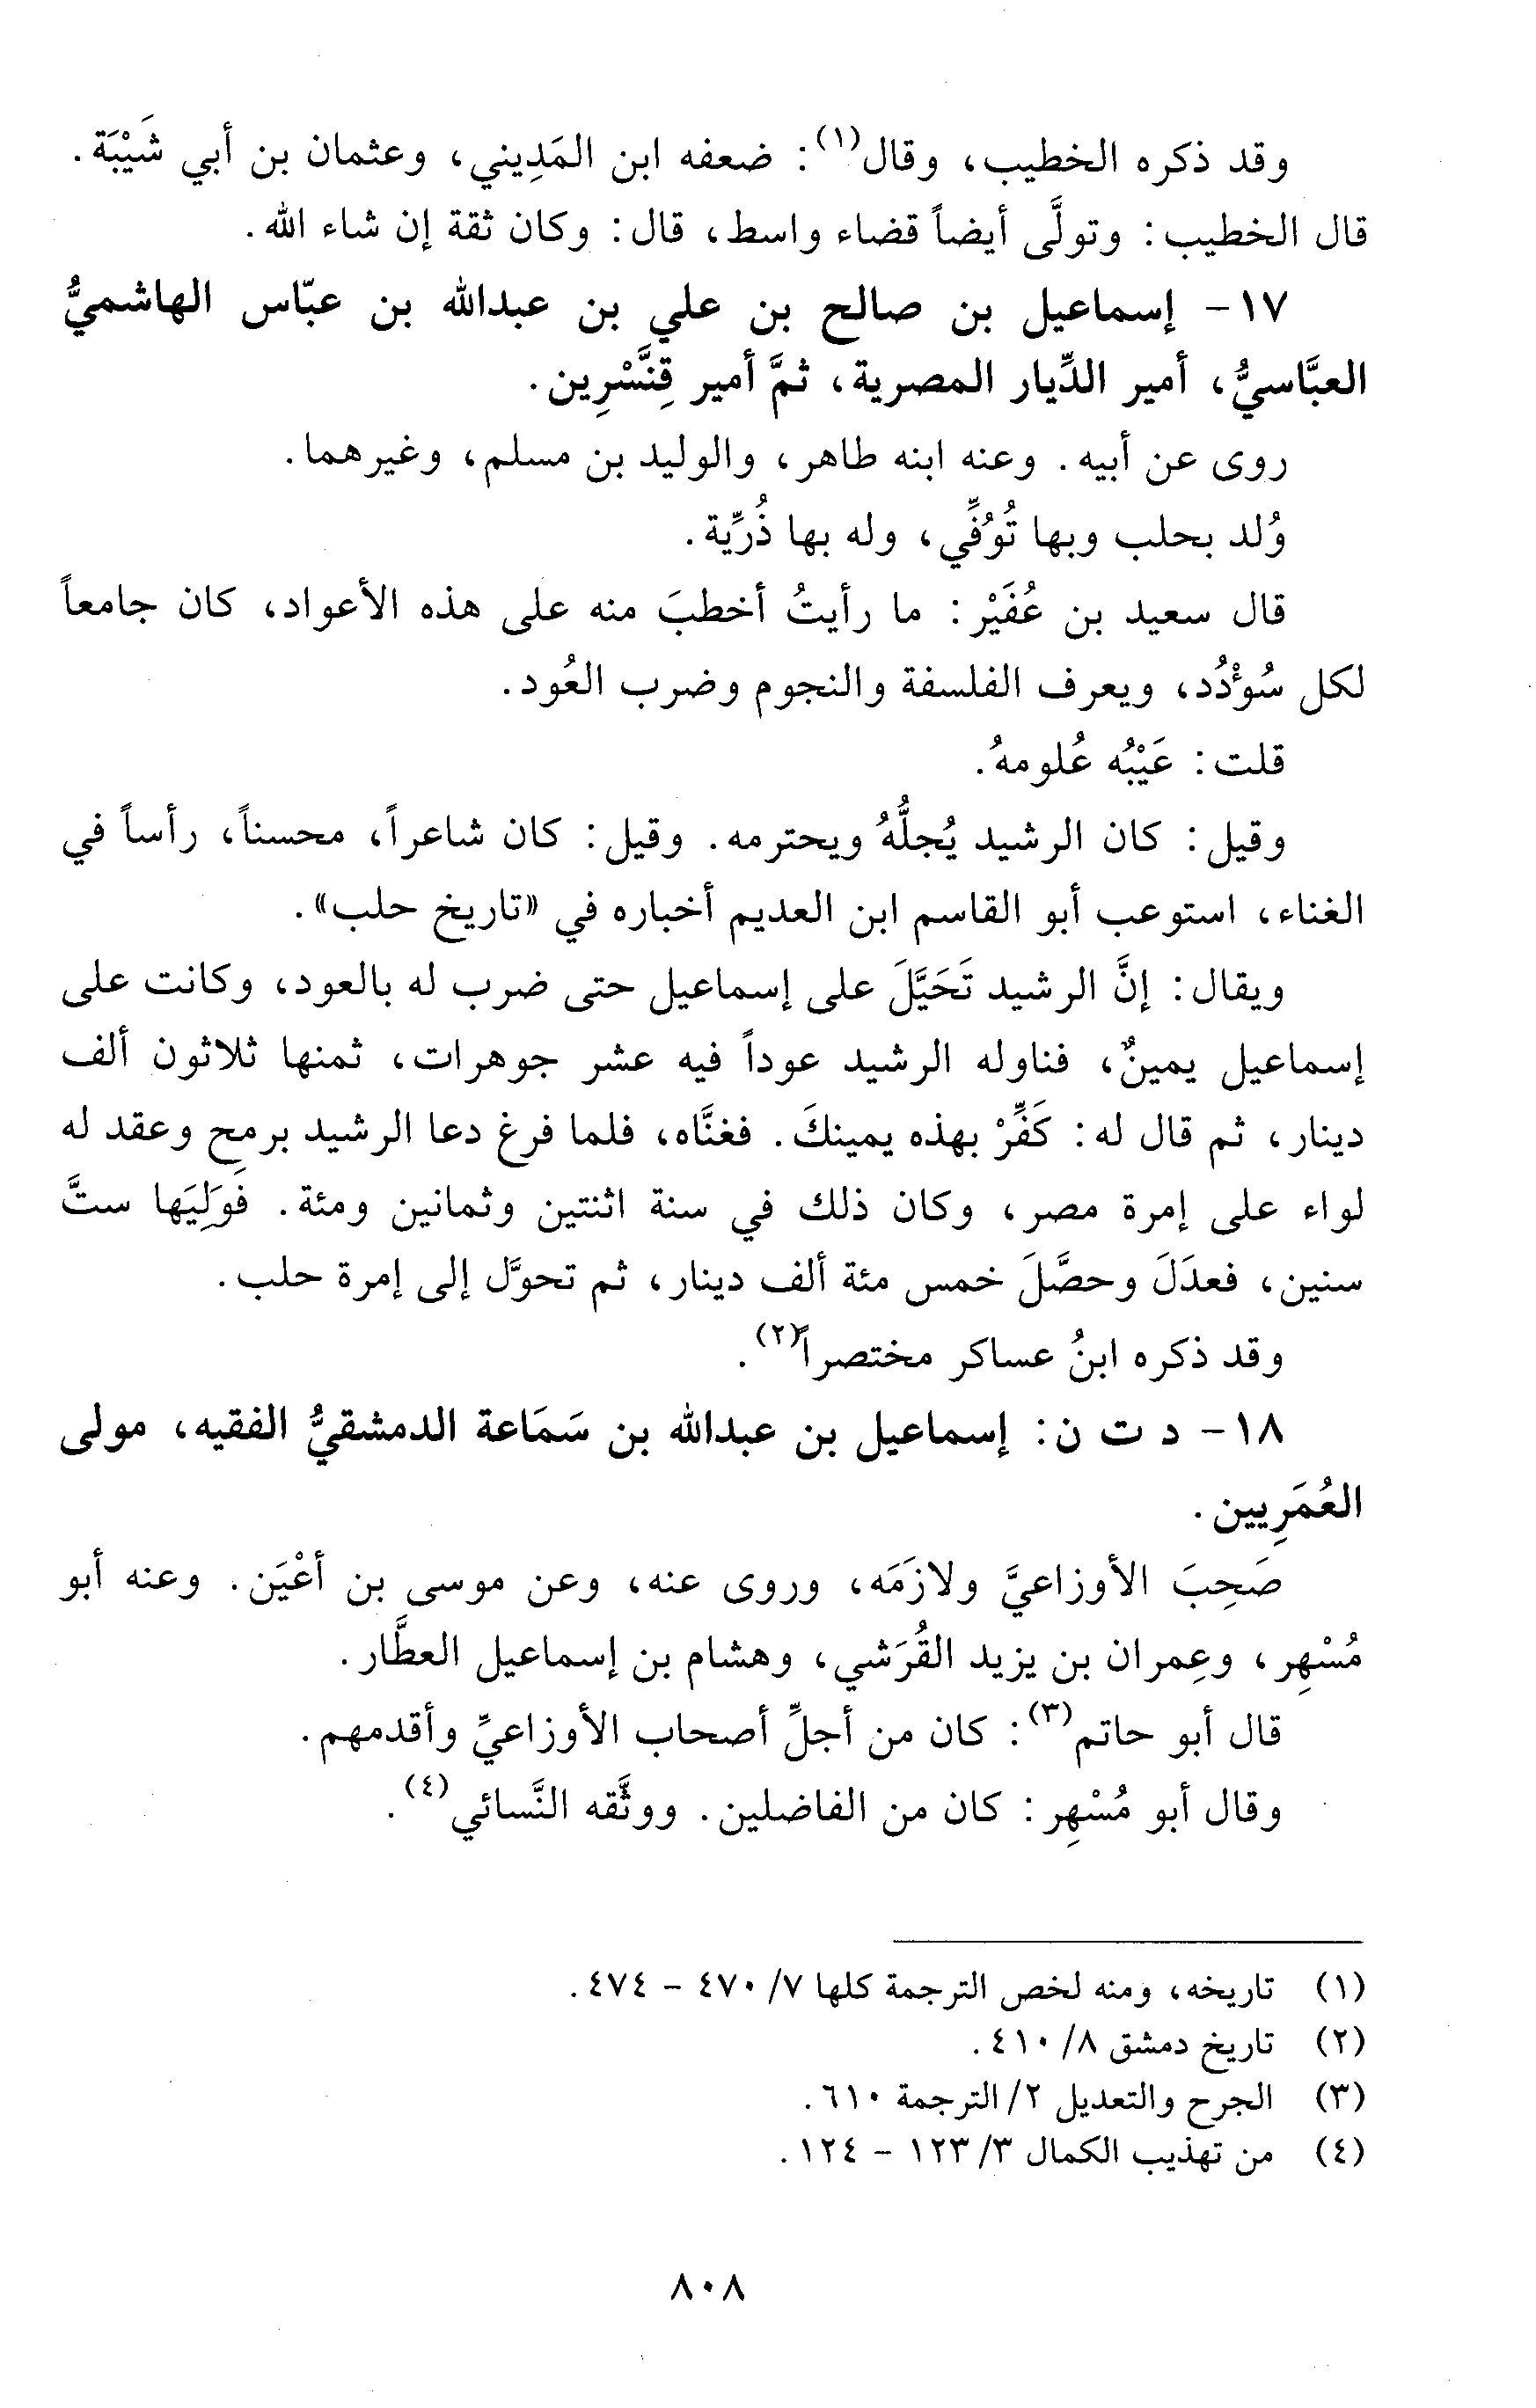 وقد ذكره الخطيب، وقال(١): ضعفه ابن المَدِيني، وعثمان بن أبي شَيْبَة.
قال الخطيب: وتولَّى أيضاً قضاء واسط، قال: وكان ثقة إن شاء الله.
١٧- إسماعيل بن صالح بن علي بن عبدالله بن عبّاس الهاشميُّ
العبَّاسيُّ، أمير الدِّيار المصرية، ثمَّ أمير قِنَّسْرِين.
روى عن أبيه. وعنه ابنه طاهر، والوليد بن مسلم، وغيرهما.
وُلد بحلب وبها تُوُفِّي، وله بها ذُرِّية.
قال سعيد بن عُفَيْر: ما رأيتُ أخطبَ منه على هذه الأعواد، كان جامعاً
لكل سُوْدُد، ويعرف الفلسفة والنجوم وضرب العُود.
قلت: عَيْبُه عُلومهُ.
وقيل: كان الرشيد يُجلُّهُ ويحترمه. وقيل: كان شاعراً، محسناً، رأساً في
الغناء، استوعب أبو القاسم ابن العديم أخباره في «تاريخ حلب».
ويقال: إنَّ الرشيد تَحَيَّلَ على إسماعيل حتى ضرب له بالعود، وكانت على
إسماعيل يمينٌ، فناوله الرشيد عوداً فيه عشر جوهرات، ثمنها ثلاثون ألف
دينار، ثم قال له: كَفِّرْ بهذه يمينكَ. فغنَّاه، فلما فرغ دعا الرشيد برمح وعقد له
لواء على إمرة مصر، وكان ذلك في سنة اثنتين وثمانين ومئة. فَوَلِيَها ستَّ
سنين، فعدَلَ وحصَّلَ خمس مئة ألف دينار، ثم تحوَّل إلى إمرة حلب.
وقد ذكره ابنُ عساكر مختصراً(٢).
١٨- د ت ن: إسماعيل بن عبدالله بن سَمَاعة الدمشقيُّ الفقيه، مولى
العُمَرِيين.
صَحِبَ الأوزاعيَّ ولازَمَه، وروى عنه، وعن موسى بن أعْيَن. وعنه أبو
مُسْهِر، وعِمران بن يزيد القُرَشي، وهشام بن إسماعيل العطَّار.
قال أبو حاتم(٣): كان من أجلِّ أصحاب الأوزاعيِّ وأقدمهم.
وقال أبو مُسْهِر: كان من الفاضلين. ووثَّقه النَّسائي(٤).
(١) تاريخه، ومنه لخص الترجمة كلها ٧/ ٤٧٠ - ٤٧٤.
(٢) تاريخ دمشق ٨/ ٤١٠.
(٣) الجرح والتعديل ٢/ الترجمة ٦١٠.
(٤) من تهذيب الكمال ٣/ ١٢٣ - ١٢٤.
٨٠٨